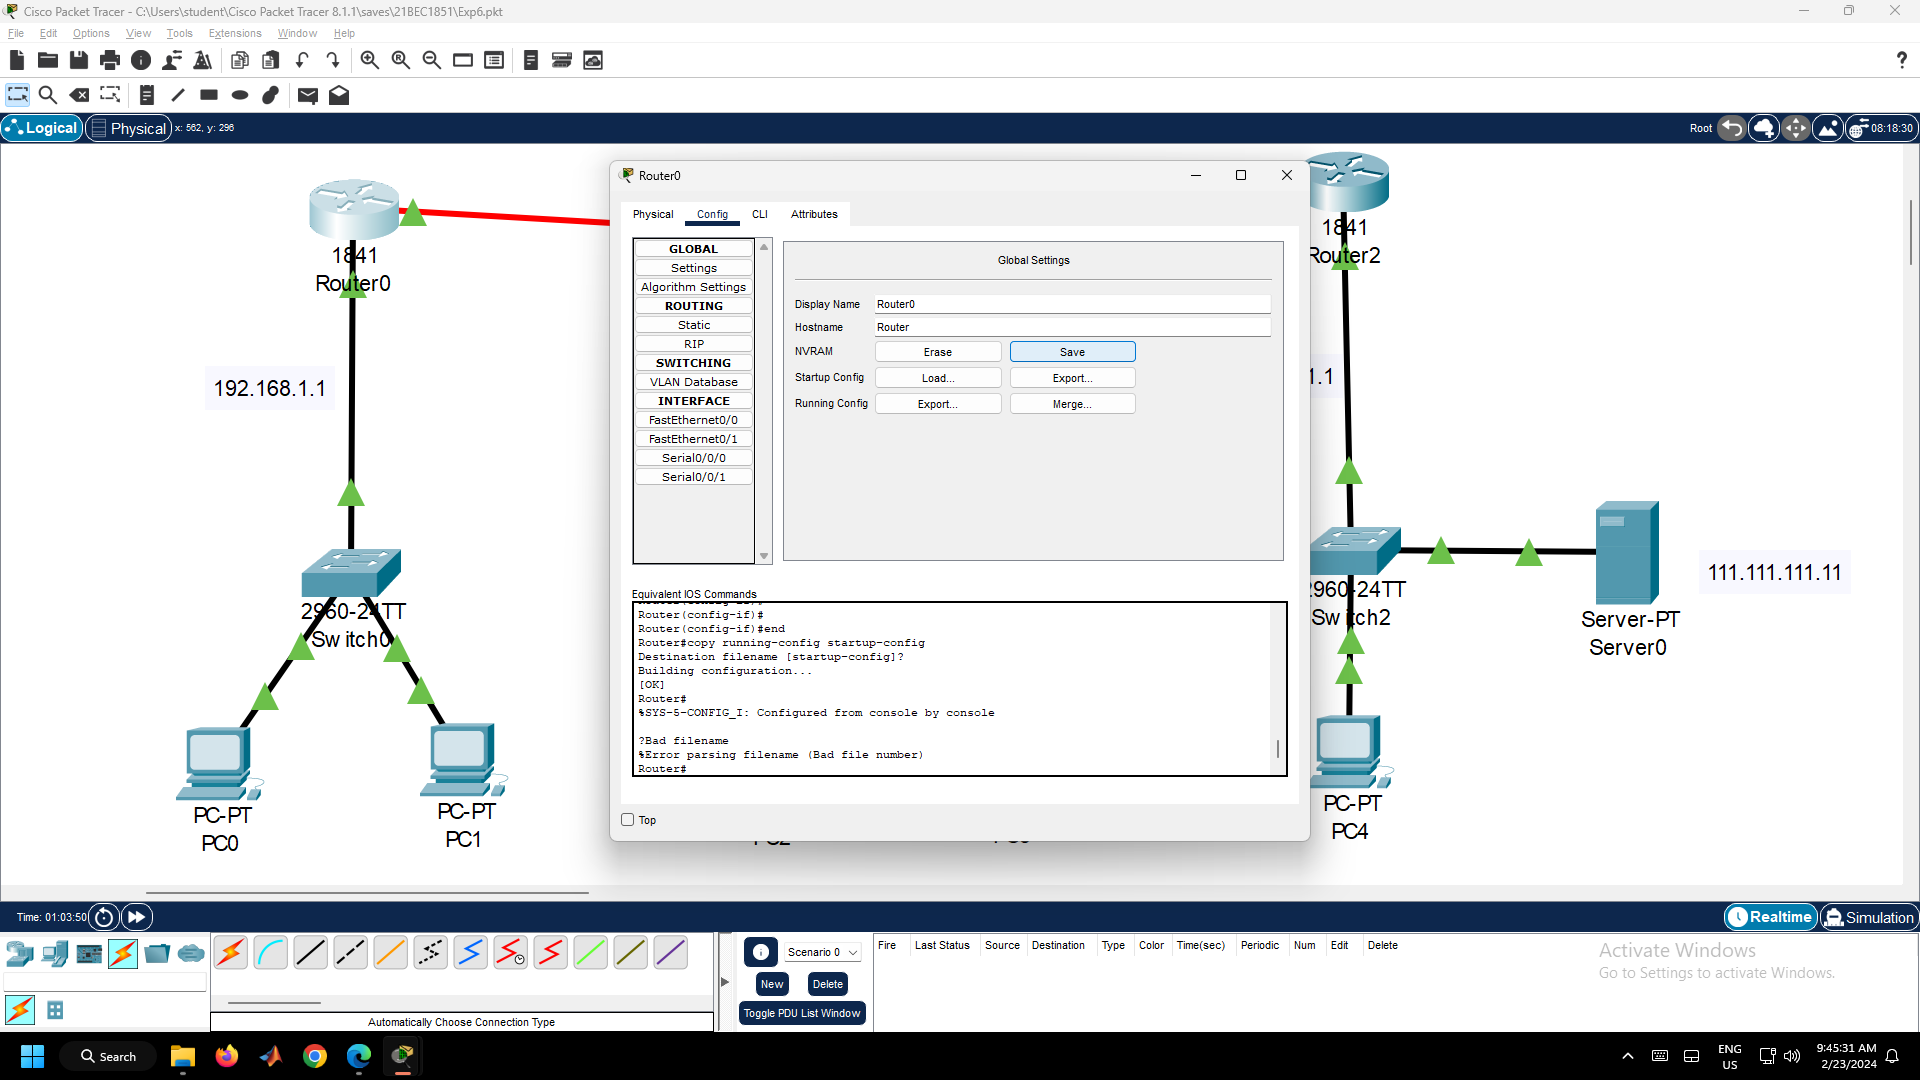 Cisco Packet Tracer - C:\Users\student\Cisco Packet Tracer 8.1.1\saves\21BEC1851\Exp6.pkt
File Edit Options View Tools Extensions Window Help
?
Logical Physical x: 562, y: 296
Root 08:18:30
Router0
Physical Config CLI Attributes
GLOBAL
Settings
Algorithm Settings
ROUTING
Static
RIP
SWITCHING
VLAN Database
INTERFACE
FastEthernet0/0
FastEthernet0/1
Serial0/0/0
Serial0/0/1
Global Settings
Display Name Router0
Hostname Router
NVRAM Erase Save
Startup Config Load... Export...
Running Config Export... Merge...
Equivalent IOS Commands
Router(config-if)#
Router(config-if)#end
Router#copy running-config startup-config
Destination filename [startup-config]?
Building configuration...
[OK]
Router#
%SYS-5-CONFIG_I: Configured from console by console
?Bad filename
%Error parsing filename (Bad file number)
Router#
Top
1841
Router0
192.168.1.1
2960-24TT
Switch0
PC-PT
PC0
PC-PT
PC1
1841
Router2
1.1
2960-24TT
Switch2
Server-PT
Server0
111.111.111.11
PC-PT
PC4
Time: 01:03:50
Realtime Simulation
Automatically Choose Connection Type
Scenario 0
New Delete
Toggle PDU List Window
Fire Last Status Source Destination Type Color Time(sec) Periodic Num Edit Delete
Activate Windows
Go to Settings to activate Windows.
Search
ENG
US
9:45:31 AM
2/23/2024